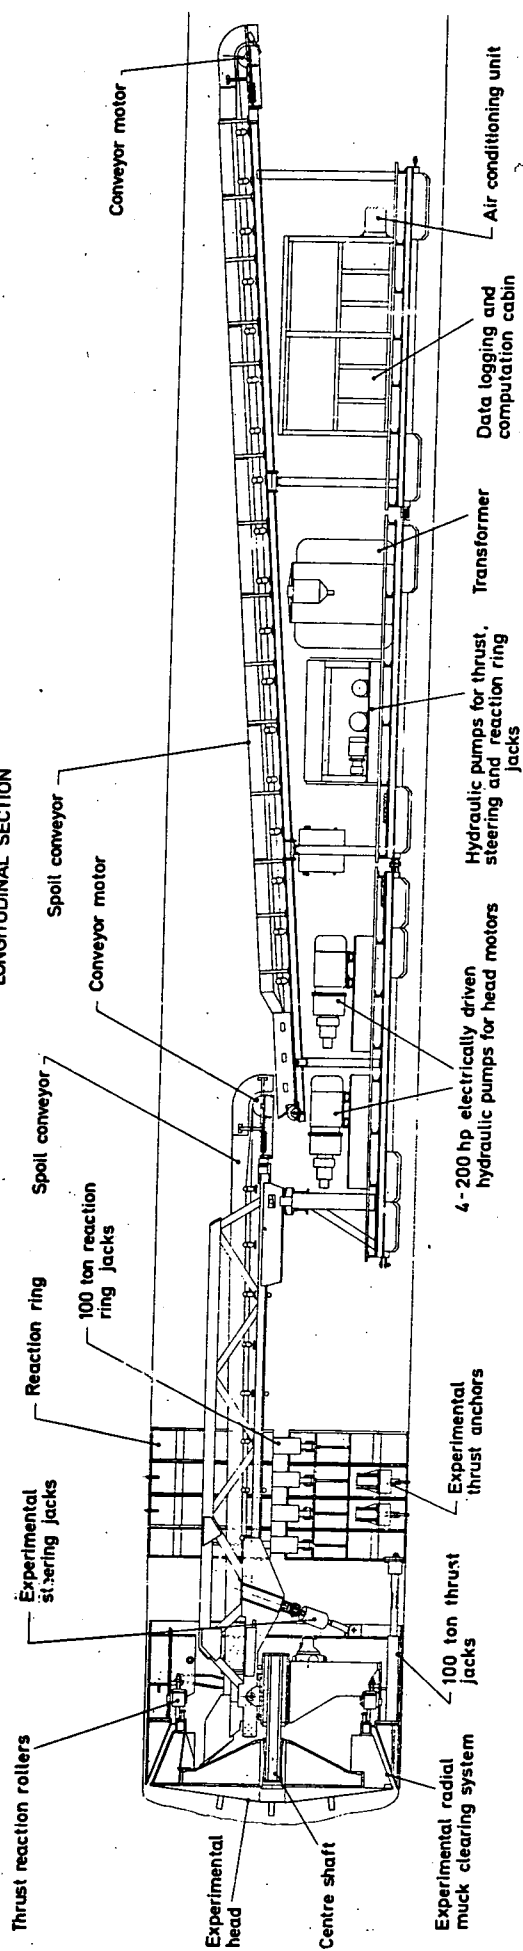 LONGITUDINAL SECTION
Thrust reaction rollers
Experimental
steering jacks
Reaction ring
100 ton reaction
ring jacks
Spoil conveyor
Conveyor motor
Spoil conveyor
Conveyor motor
Experimental
head
Centre shaft
Experimental radial
muck clearing system
100 ton thrust
jacks
Experimental
thrust anchors
4-200 hp electrically driven
hydraulic pumps for head motors
Hydraulic pumps for thrust,
steering and reaction ring
jacks
Transformer
Data logging and
computation cabin
Air conditioning unit